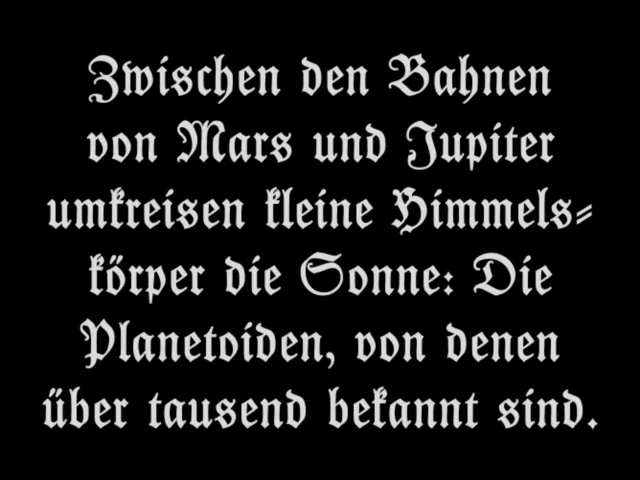 Zwischen den Bahnen
von Mars und Jupiter
umkreisen kleine Himmels=
körper die Sonne: Die
Planetoiden, von denen
über tausend bekannt sind.